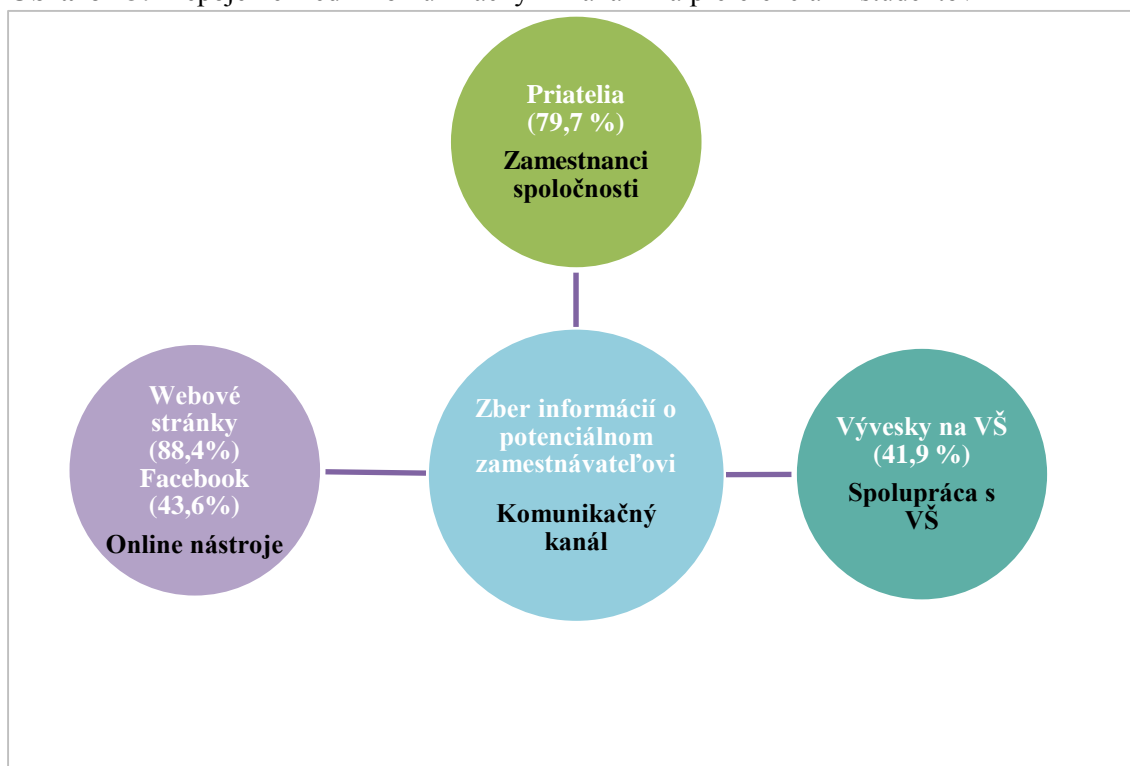 Priatelia
(79,7 %)
Zamestnanci
spoločnosti
Webové
stránky
(88,4%)
Facebook
(43,6%)
Online nástroje
Zber informácií o
potenciálnom
zamestnávateľovi
Komunikačný
kanál
Vývesky na VŠ
(41,9 %)
Spolupráca s
VŠ